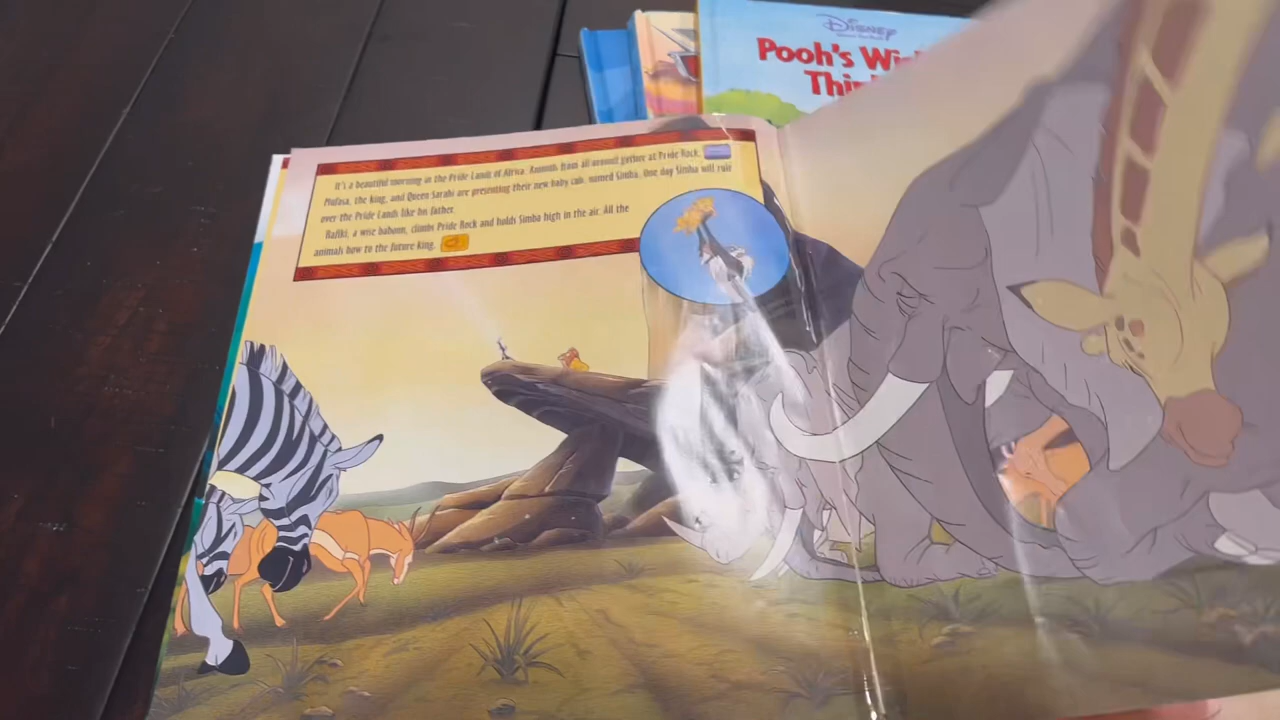 DISNEY
Pooh's
It's a beautiful morning in the Pride Lands of Africa. Animals from all around gather at Pride Rock.
Mufasa, the king, and Queen Sarabi are presenting their new baby cub, named Simba. One day Simba will rule
over the Pride Lands like his father.
Rafiki, a wise baboon, climbs Pride Rock and holds Simba high in the air. All the
animals bow to the future king.